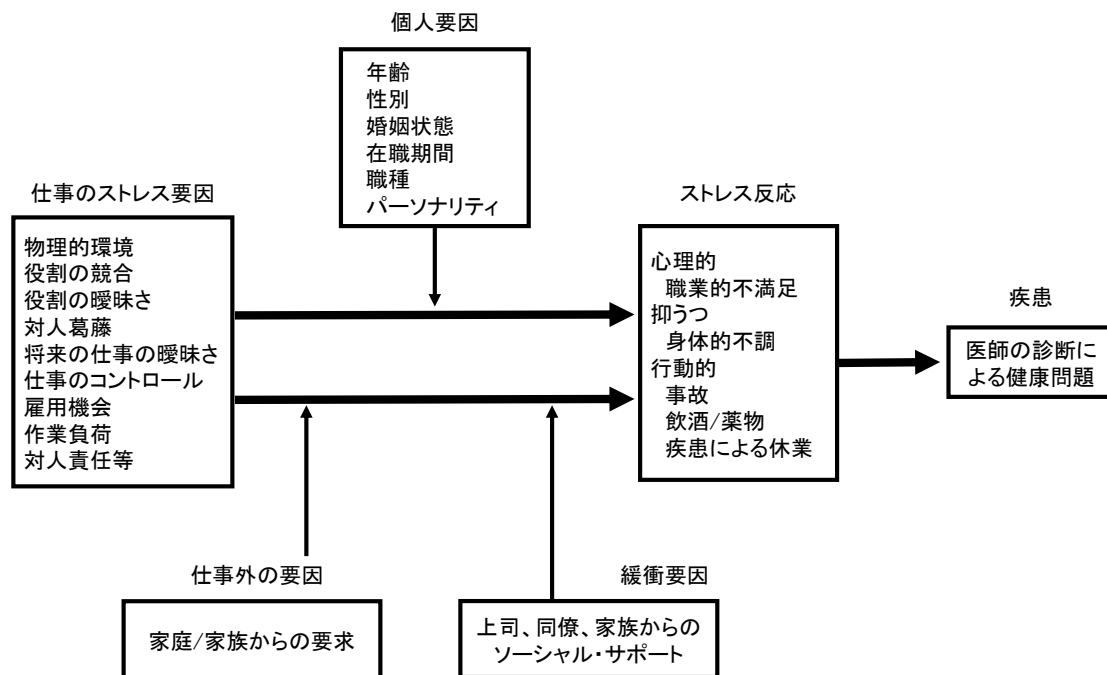 個人要因
年齢
性別
婚姻状態
在職期間
職種
パーソナリティ
仕事のストレス要因
物理的環境
役割の競合
役割の曖昧さ
対人葛藤
将来の仕事の曖昧さ
仕事のコントロール
雇用機会
作業負荷
対人責任等
ストレス反応
心理的
職業的不満足
抑うつ
身体的不調
行動的
事故
飲酒/薬物
疾患による休業
疾患
医師の診断に
よる健康問題
仕事外の要因
家庭/家族からの要求
緩衝要因
上司、同僚、家族からの
ソーシャル・サポート